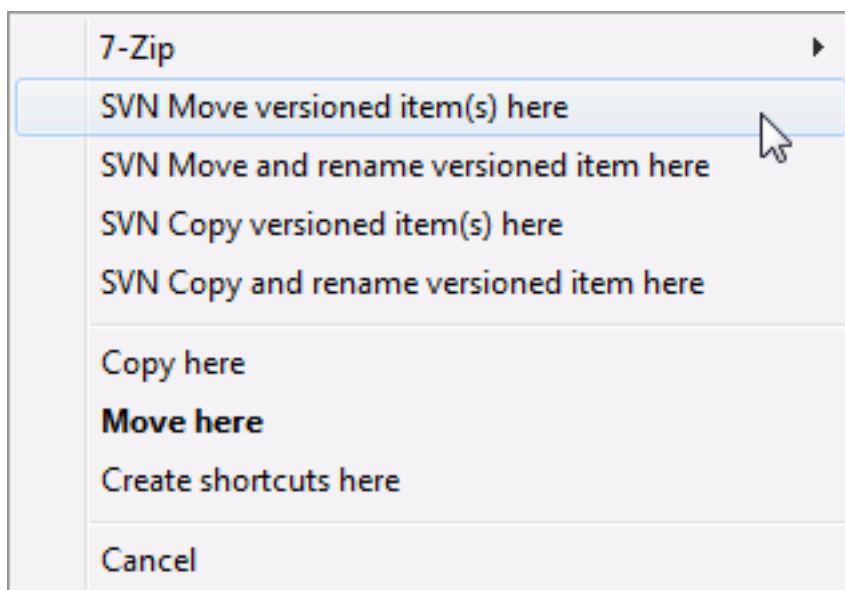 7-Zip
SVN Move versioned item(s) here
SVN Move and rename versioned item here
SVN Copy versioned item(s) here
SVN Copy and rename versioned item here
Copy here
Move here
Create shortcuts here
Cancel